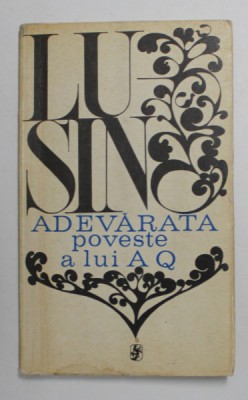 LU-
SIN
ADEVĂRATA
poveste
a lui A Q